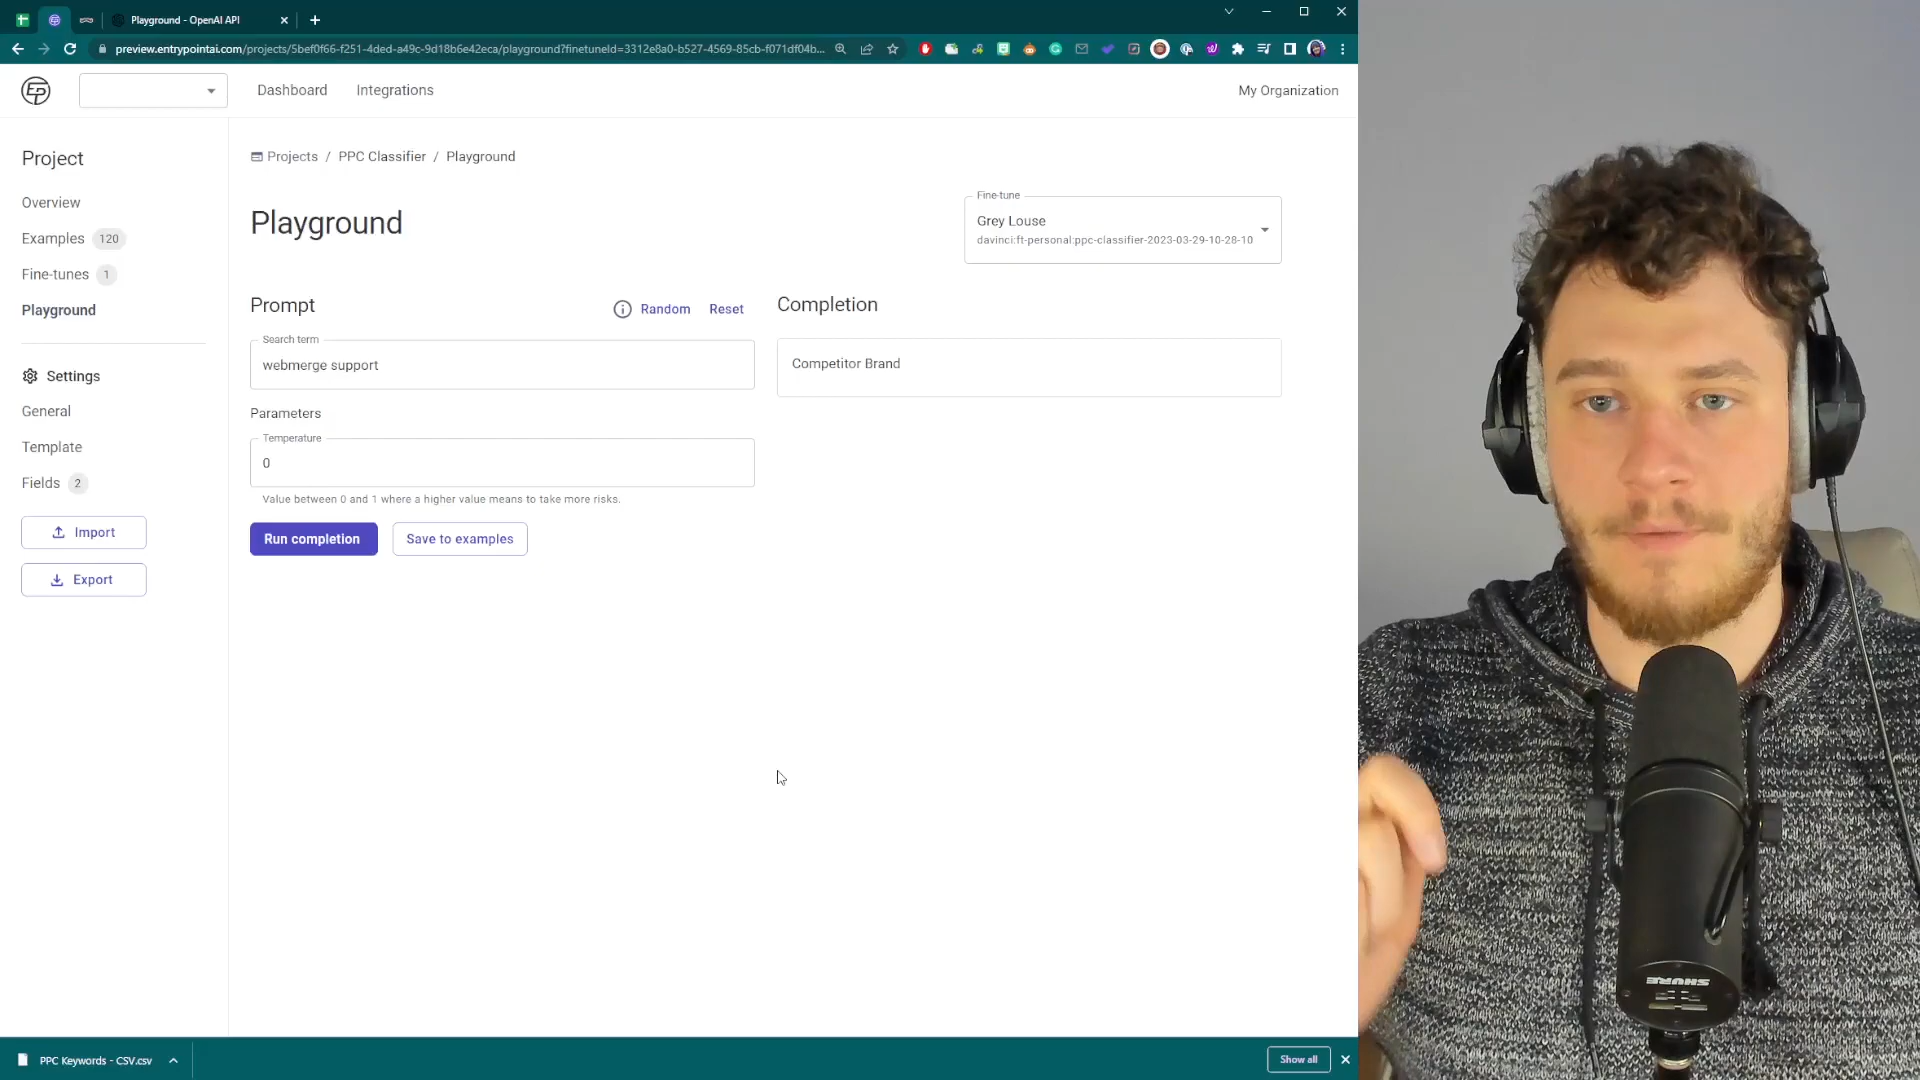 Playground - OpenAI API
preview.entrypointai.com/projects/5bef0f66-f251-4ded-a49c-9d18b6e42eca/playground?finetuneId=3312e8a0-b527-4569-85cb-f071df04b...
EP
Dashboard
Integrations
My Organization
Project
Overview
Examples 120
Fine-tunes 1
Playground
Settings
General
Template
Fields 2
Import
Export
Projects / PPC Classifier / Playground
Playground
Fine-tune
Grey Louse
davinci:ft-personal:ppc-classifier-2023-03-29-10-28-10
Prompt
Random
Reset
Search term
webmerge support
Parameters
Temperature
0
Value between 0 and 1 where a higher value means to take more risks.
Run completion
Save to examples
Completion
Competitor Brand
PPC Keywords - CSV.csv
Show all
SHURE